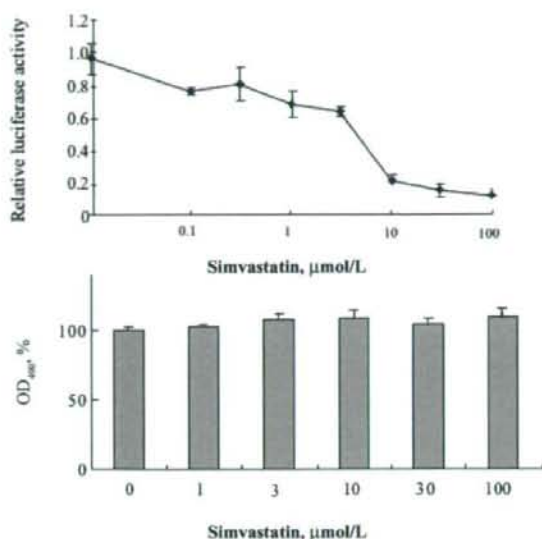 Relative luciferase activity
1.2
1.0
0.8
0.6
0.4
0.2
0
0.1 1 10 100
Simvastatin, μmol/L
OD490, %
100
50
0
0 1 3 10 30 100
Simvastatin, μmol/L